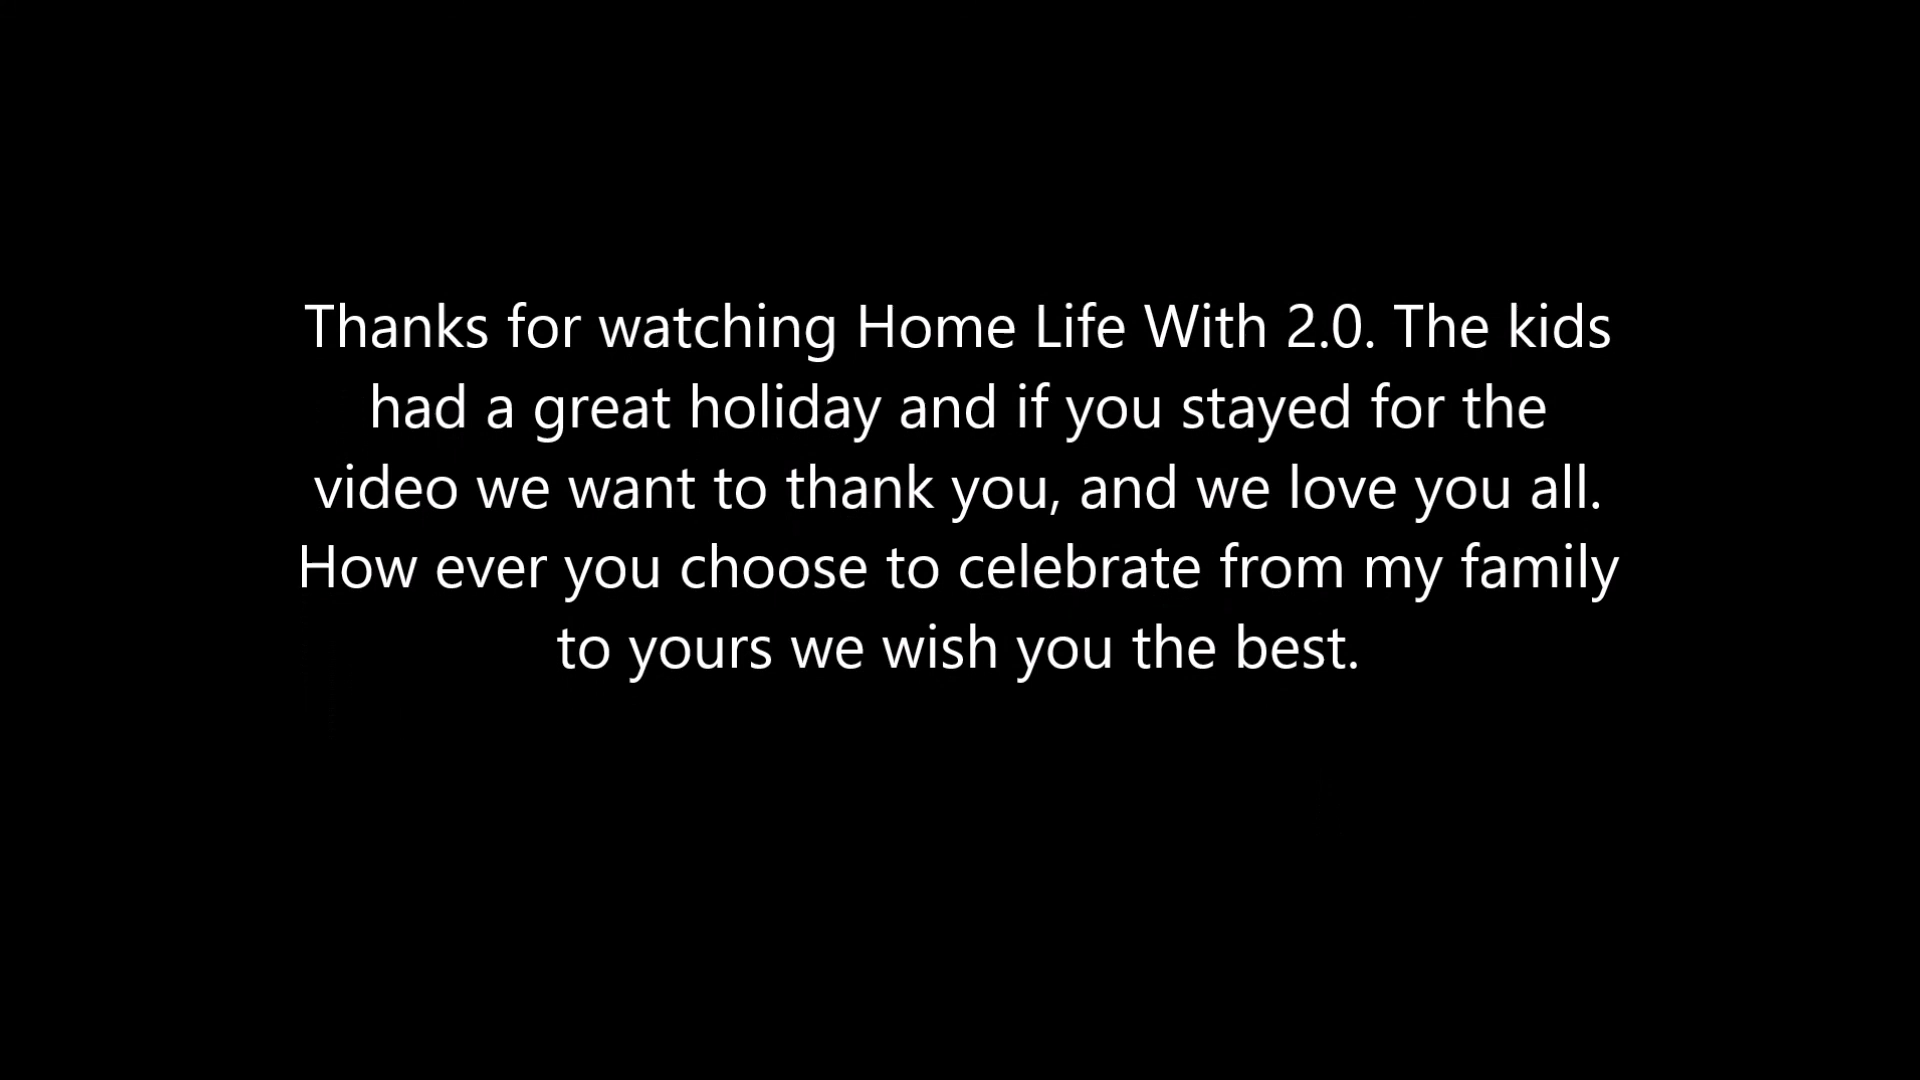 Thanks for watching Home Life With 2.0. The kids
had a great holiday and if you stayed for the
video we want to thank you, and we love you all.
How ever you choose to celebrate from my family
to yours we wish you the best.